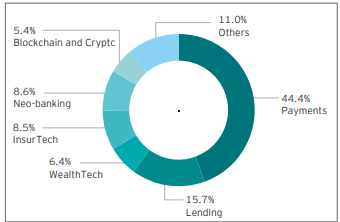 11.0%
Others
44.4%
Payments
15.7%
Lending
6.4%
WealthTech
8.5%
InsurTech
8.6%
Neo-banking
5.4%
Blockchain and Cryptc